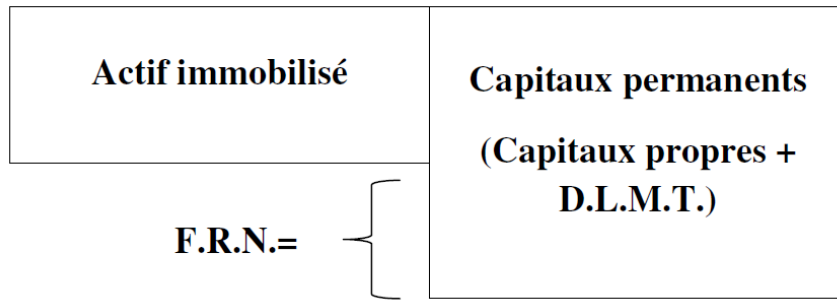 Actif immobilisé
Capitaux permanents
(Capitaux propres +
D.L.M.T.)
F.R.N.=